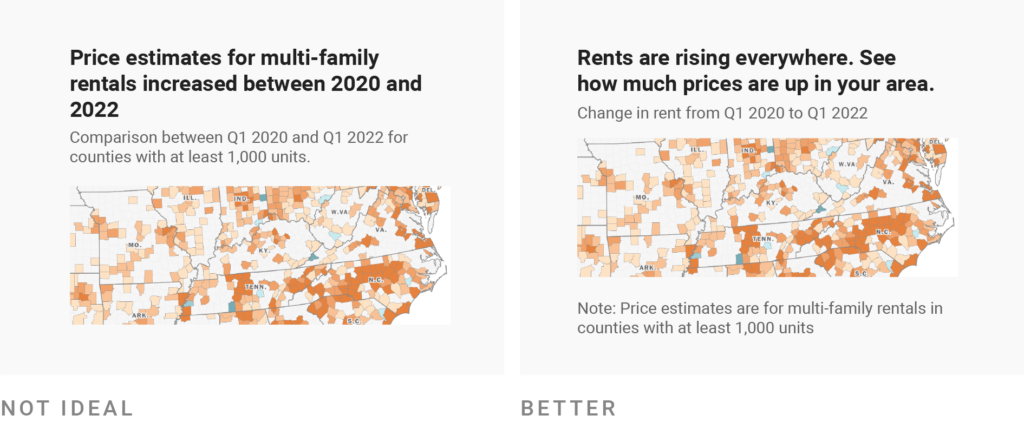 Price estimates for multi-family
rentals increased between 2020 and
2022
Comparison between Q1 2020 and Q1 2022 for
counties with at least 1,000 units.
ILL.
IND.
DEL.
W.VA.
MO.
VA.
KY.
TENN.
N.C.
ARK.
S.C.
NOT IDEAL
Rents are rising everywhere. See
how much prices are up in your area.
Change in rent from Q1 2020 to Q1 2022
ILL.
IND.
DEL.
W.VA.
MO.
VA.
KY.
TENN.
N.C.
ARK.
S.C.
Note: Price estimates are for multi-family rentals in
counties with at least 1,000 units
BETTER